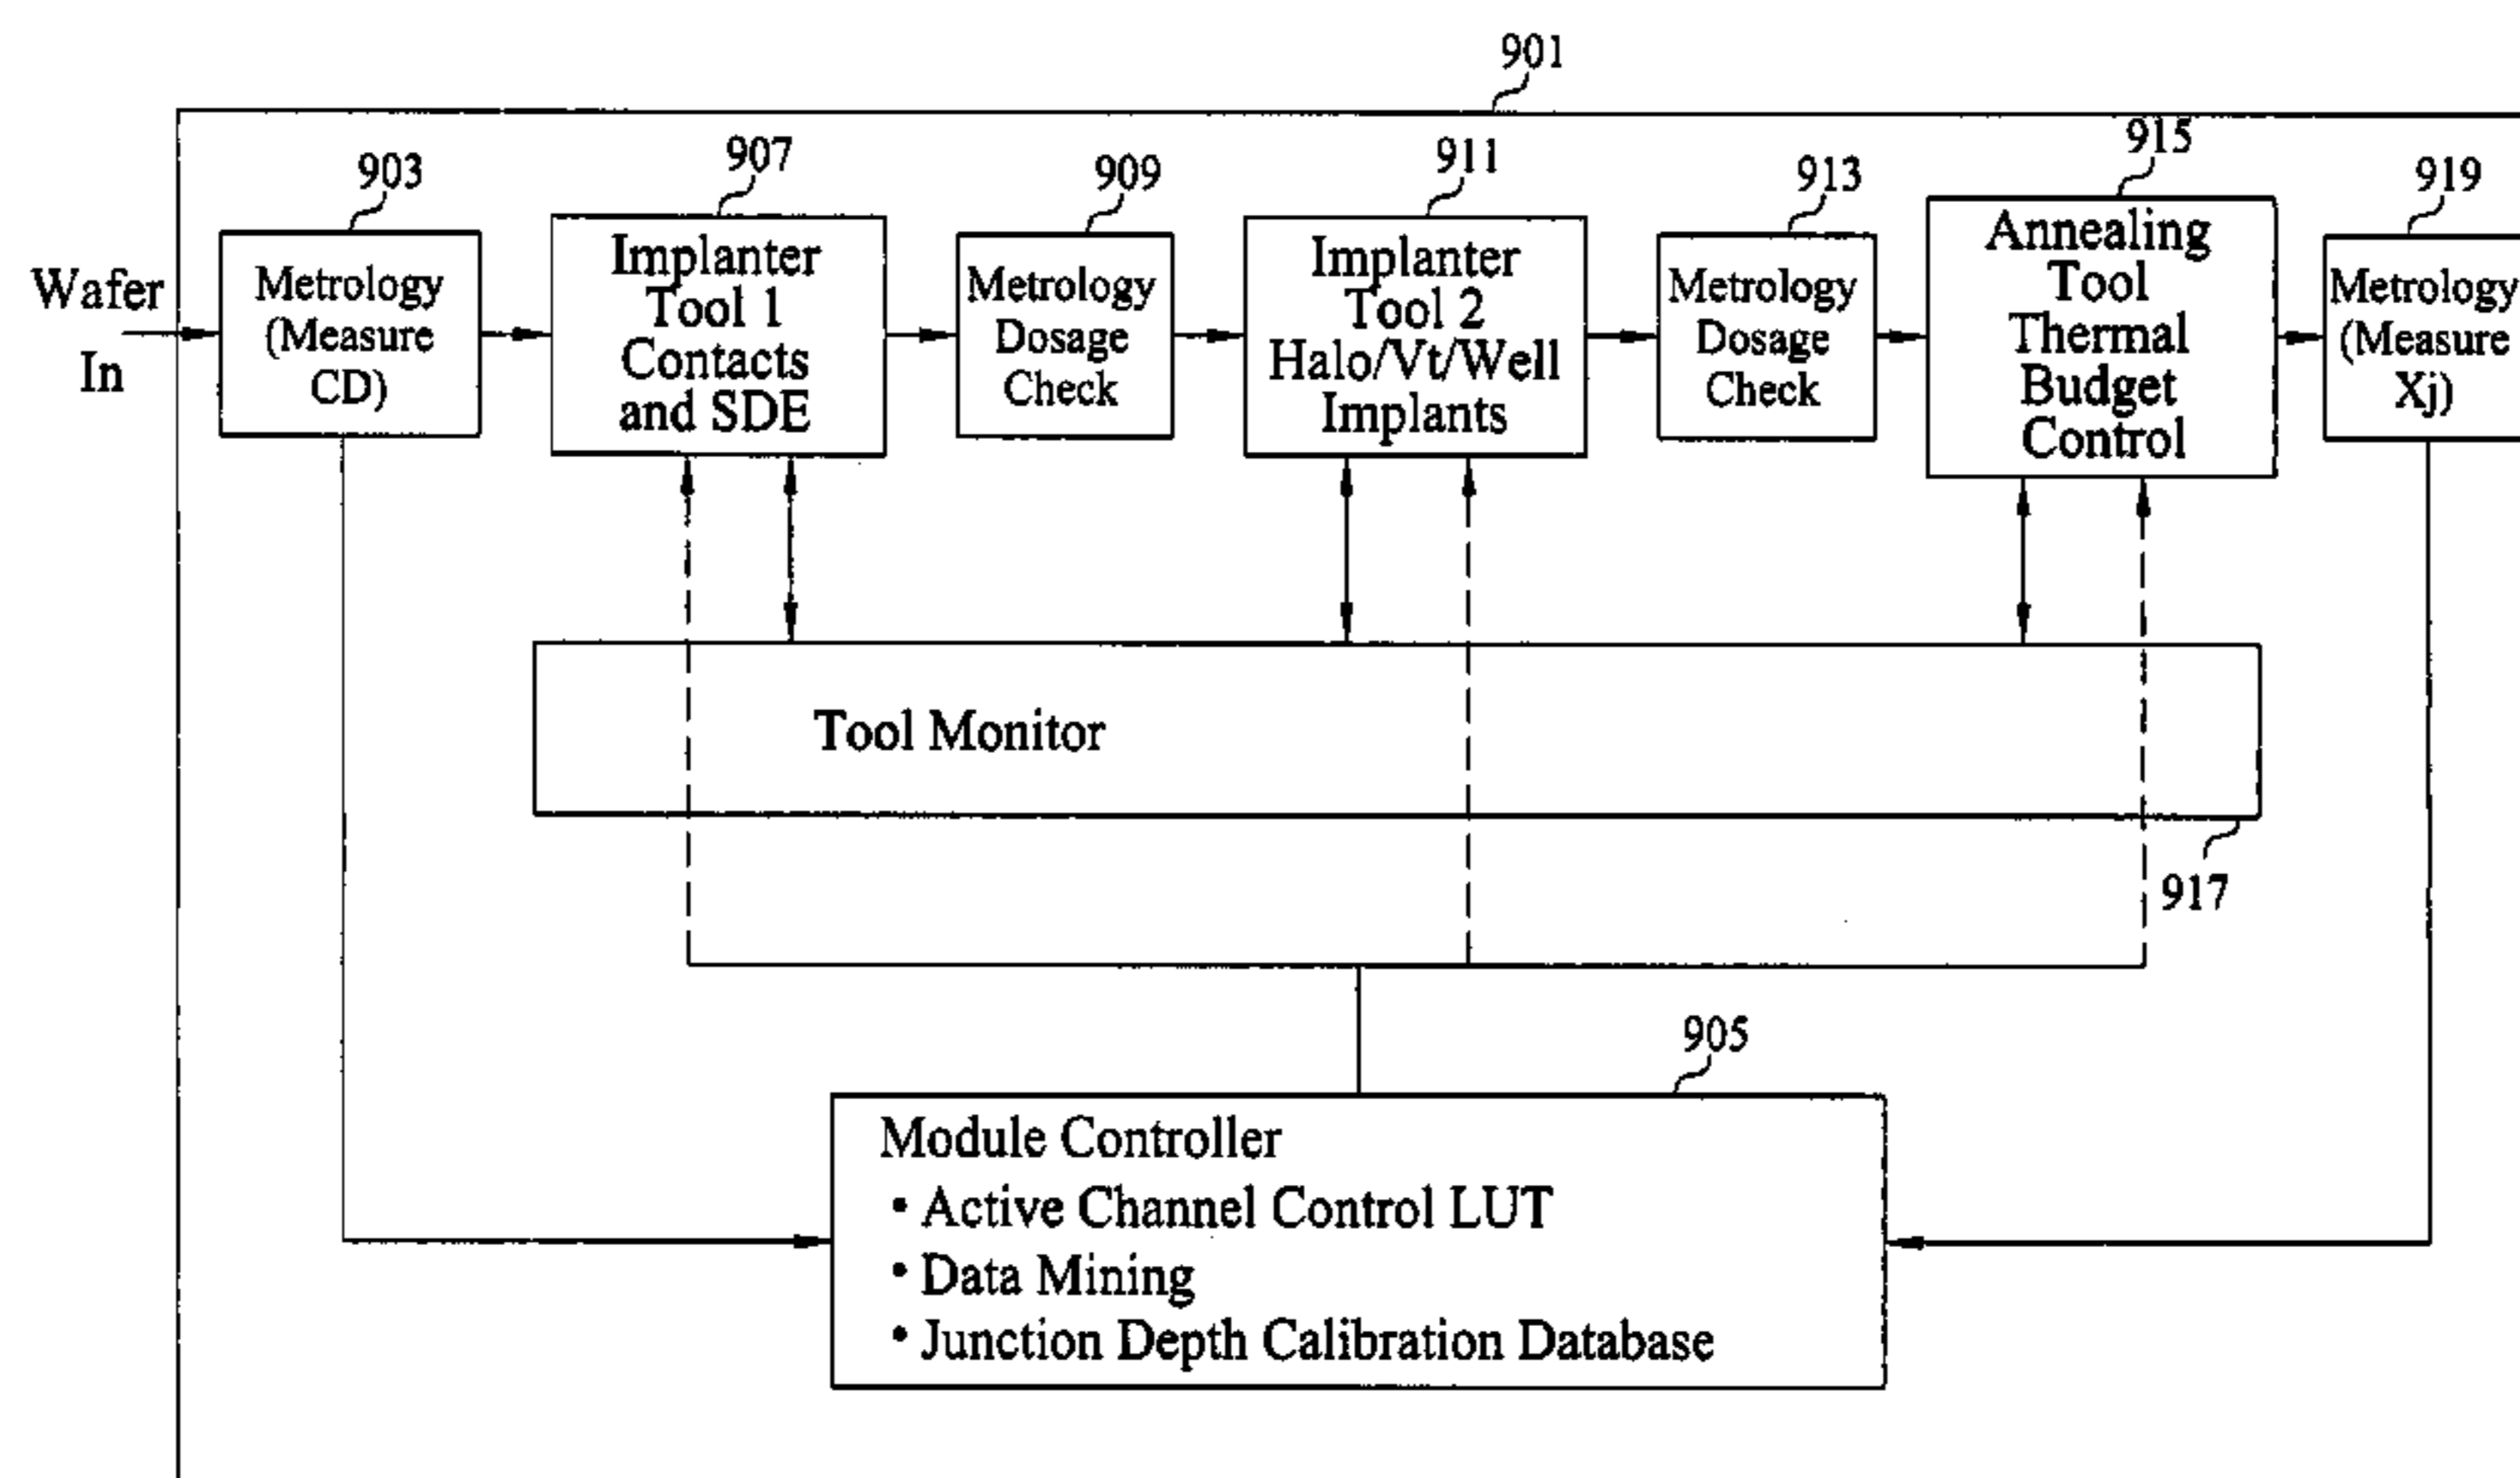 901
903
907
909
911
913
915
919
Wafer
In
Metrology
(Measure
CD)
Implanter
Tool 1
Contacts
and SDE
Metrology
Dosage
Check
Implanter
Tool 2
Halo/Vt/Well
Implants
Metrology
Dosage
Check
Annealing
Tool
Thermal
Budget
Control
Metrology
(Measure
Xj)
Tool Monitor
917
905
Module Controller
• Active Channel Control LUT
• Data Mining
• Junction Depth Calibration Database